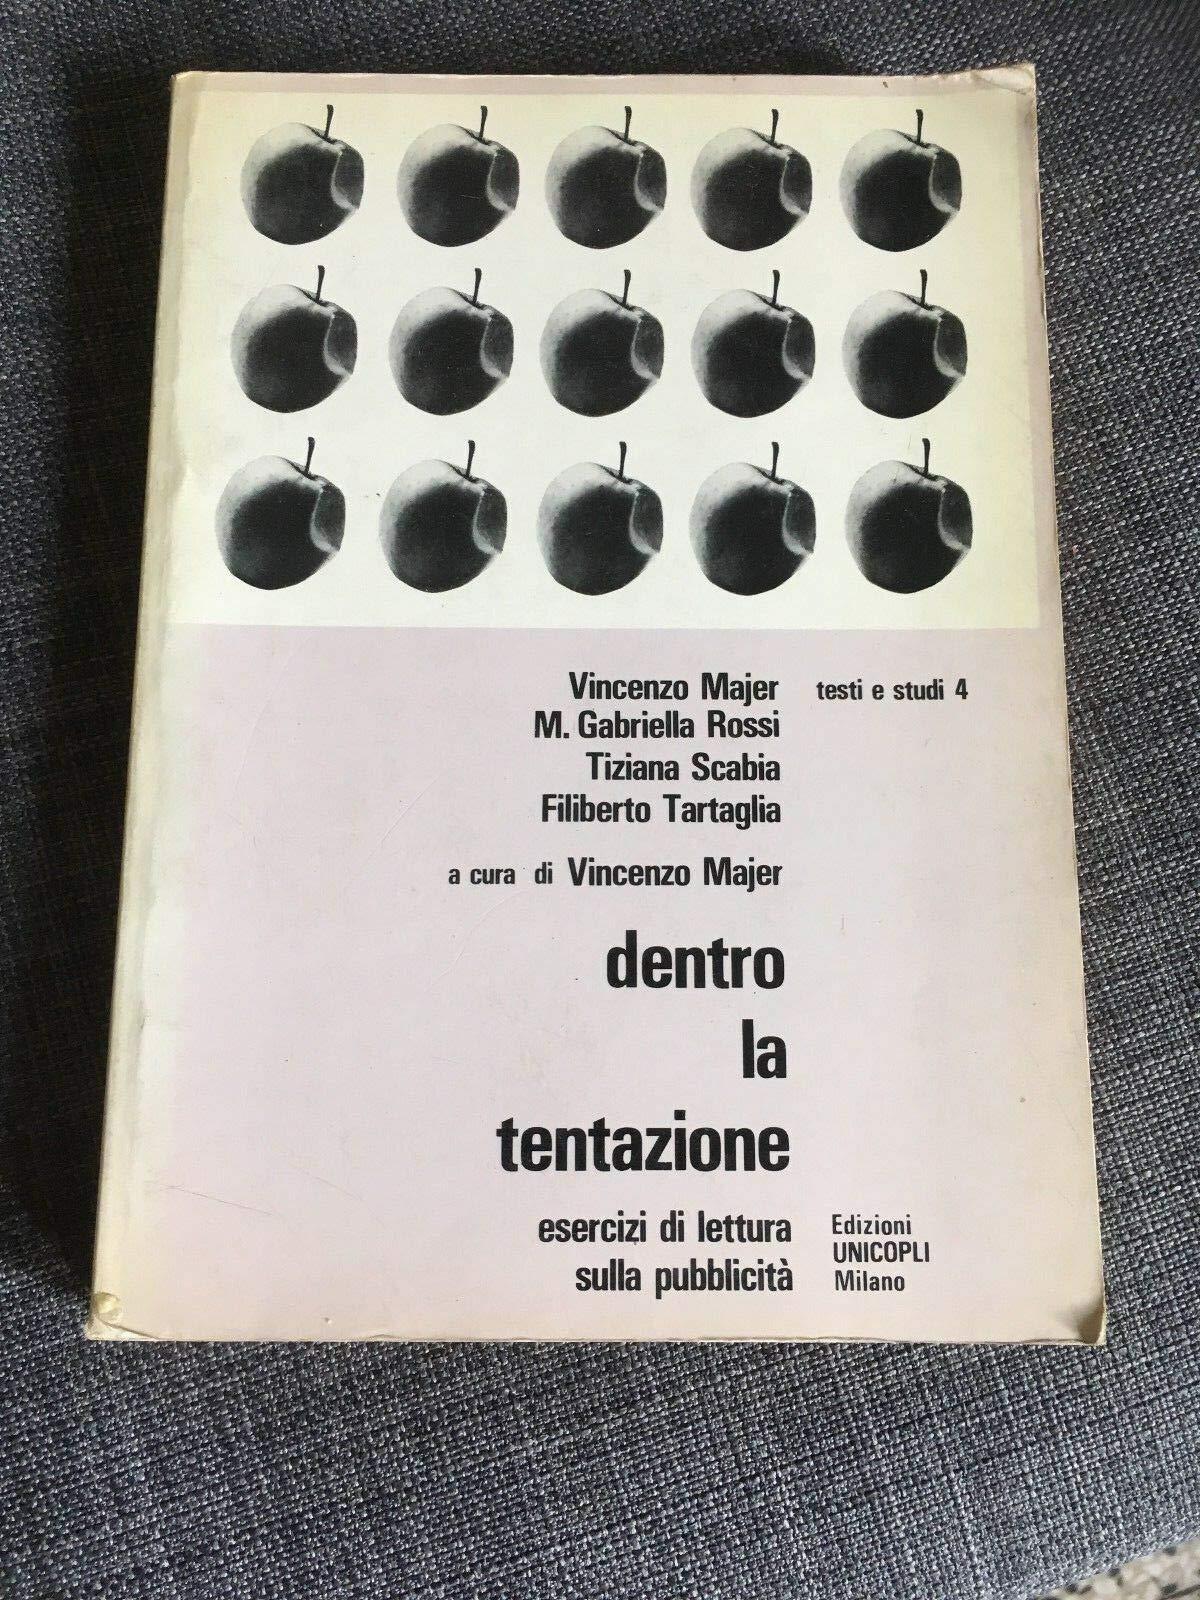 Vincenzo Majer
M. Gabriella Rossi
Tiziana Scabia
Filiberto Tartaglia
testi e studi 4
a cura di Vincenzo Majer
dentro
la
tentazione
esercizi di lettura
sulla pubblicità
Edizioni
UNICOPLI
Milano